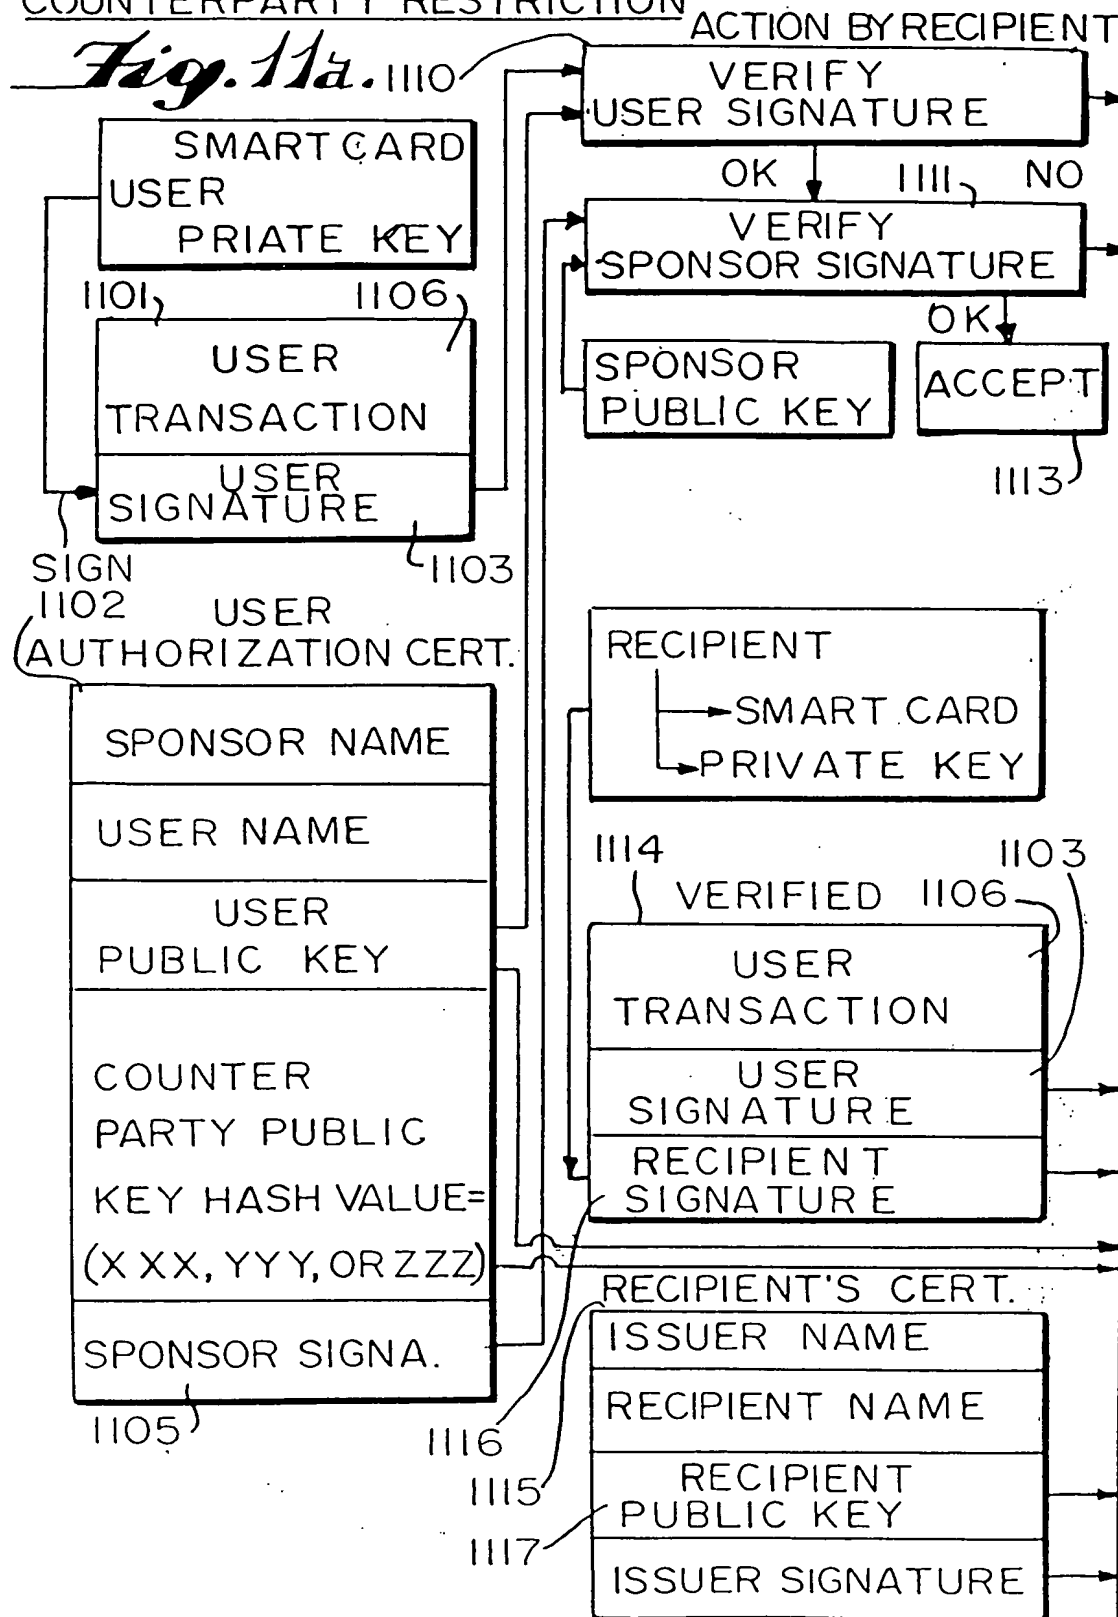 COUNTERPARTY RESTRICTION
Fig. 11a.
ACTION BY RECIPIENT
1110
VERIFY
USER SIGNATURE
SMART CARD
USER
PRIATE KEY
OK
1111
NO
VERIFY
SPONSOR SIGNATURE
1101
1106
USER
TRANSACTION
USER
SIGNATURE
OK
SPONSOR
PUBLIC KEY
ACCEPT
1113
SIGN
1103
1102
USER
AUTHORIZATION CERT.
SPONSOR NAME
USER NAME
USER
PUBLIC KEY
COUNTER
PARTY PUBLIC
KEY HASH VALUE=
(XXX, YYY, OR ZZZ)
SPONSOR SIGNA.
1105
RECIPIENT
SMART CARD
PRIVATE KEY
1114
1103
VERIFIED
1106
USER
TRANSACTION
USER
SIGNATURE
RECIPIENT
SIGNATURE
RECIPIENT'S CERT.
ISSUER NAME
RECIPIENT NAME
RECIPIENT
PUBLIC KEY
ISSUER SIGNATURE
1116
1115
1117